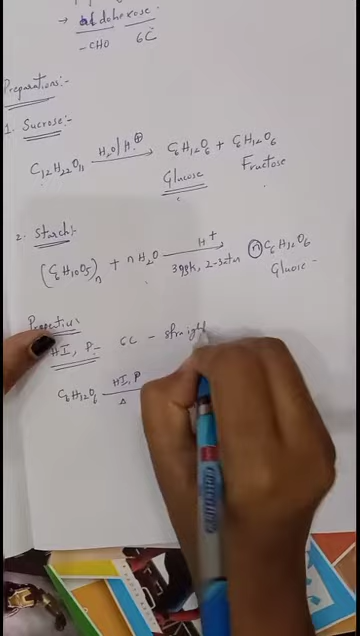 → aldohexose.
-CHO 6C
Preparations:-
1. Sucrose:-
C12H22O11 H2O/H⊕ → C6H12O6 + C6H12O6
Glucose Fructose
2. Starch:-
(C6H10O5)n + nH2O H+ → n C6H12O6
393k, 2-3atm
Glucose -
Properties
HI, P- 6C - straight
C6H12O6 HI, P
Δ